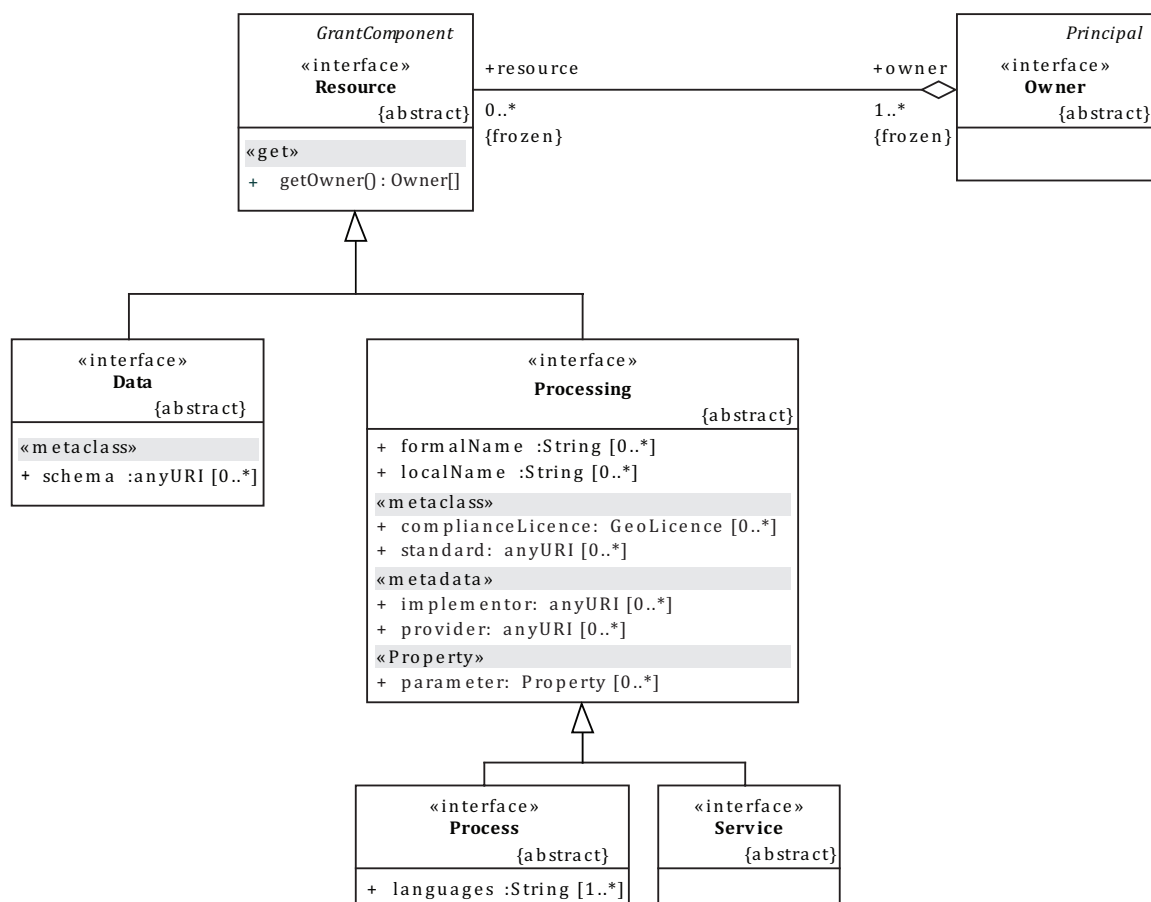 GrantComponent
«interface»
Resource
{abstract}
«get»
+ getOwner() : Owner[]
+resource
0..*
{frozen}
+owner
1..*
{frozen}
Principal
«interface»
Owner
{abstract}
«interface»
Data
{abstract}
«metaclass»
+ schema :anyURI [0..*]
«interface»
Processing
{abstract}
+ formalName :String [0..*]
+ localName :String [0..*]
«metaclass»
+ complianceLicence: GeoLicence [0..*]
+ standard: anyURI [0..*]
«metadata»
+ implementor: anyURI [0..*]
+ provider: anyURI [0..*]
«Property»
+ parameter: Property [0..*]
«interface»
Process
{abstract}
+ languages :String [1..*]
«interface»
Service
{abstract}